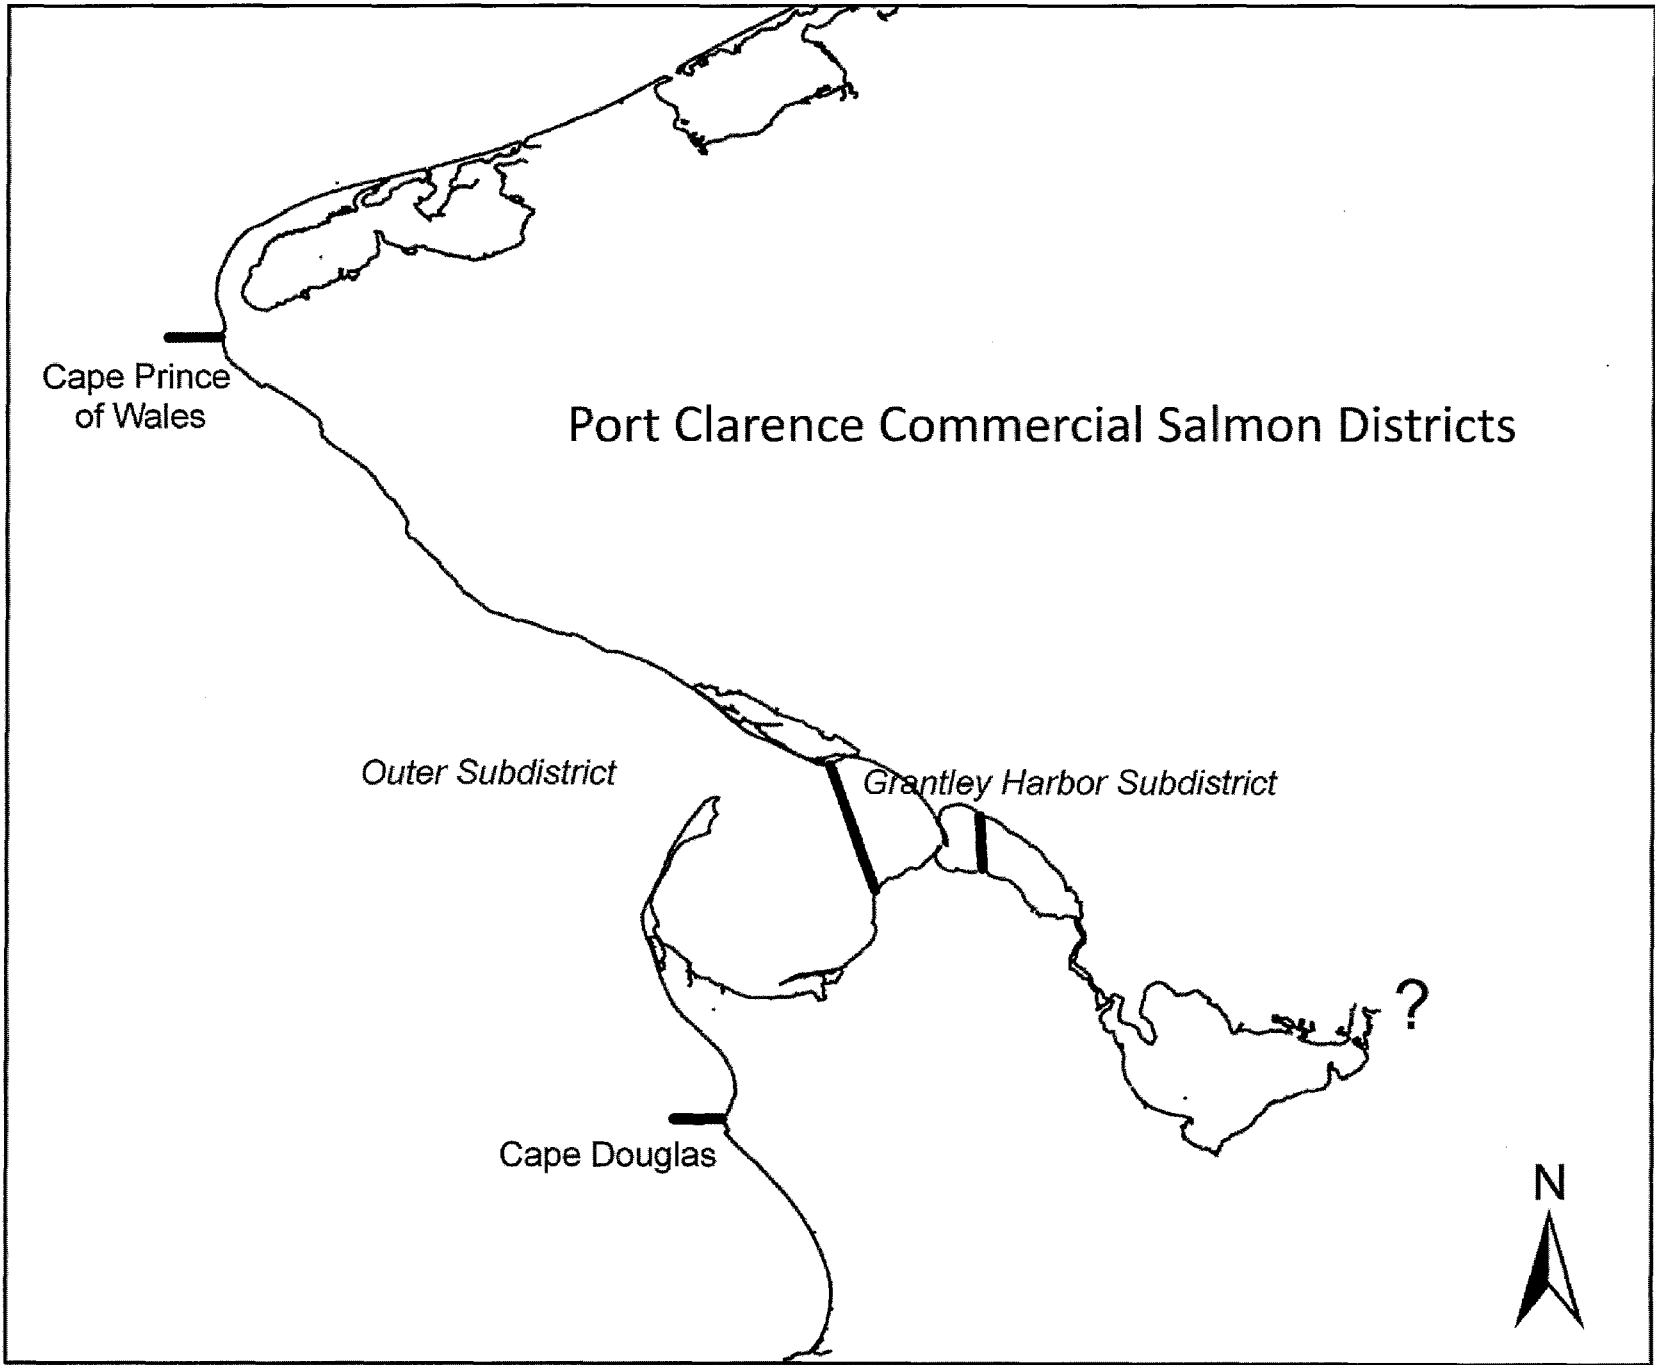 Cape Prince
of Wales
Port Clarence Commercial Salmon Districts
Outer Subdistrict
Grantley Harbor Subdistrict
?
Cape Douglas
N